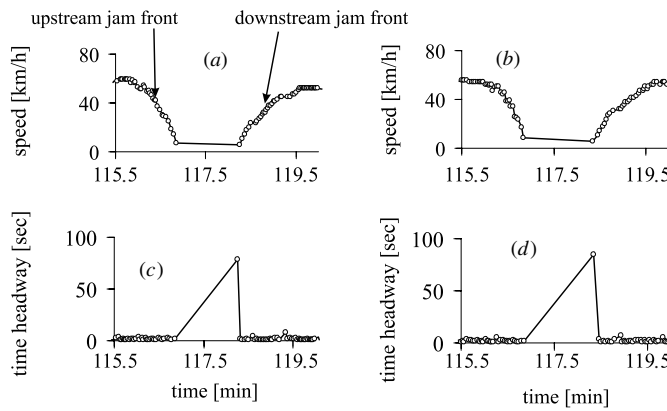 upstream jam front
downstream jam front
(a)
speed [km/h]
80
40
0
115.5
117.5
119.5
(b)
speed [km/h]
80
40
0
115.5
117.5
119.5
(c)
time headway [sec]
100
50
0
115.5
117.5
119.5
time [min]
(d)
time headway [sec]
100
50
0
115.5
117.5
119.5
time [min]